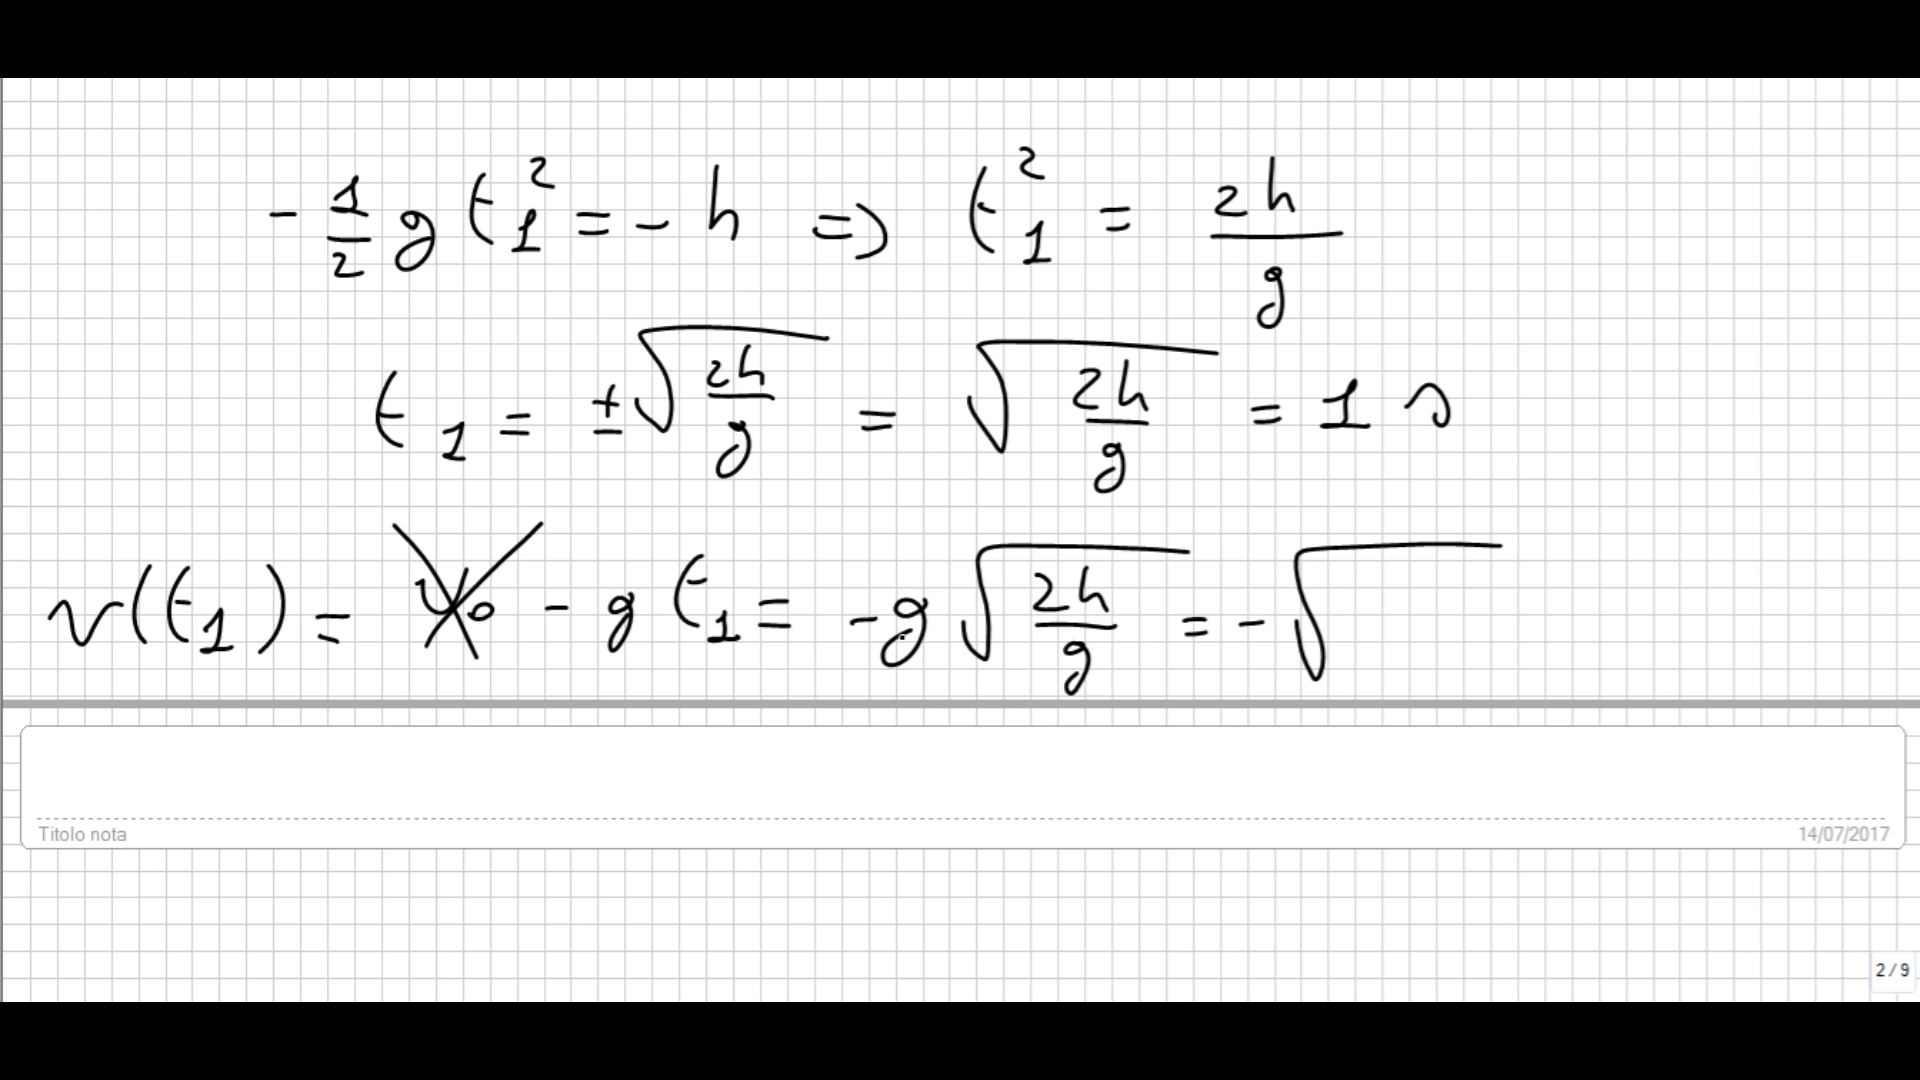 - 1/2 g t₁² = - h => t₁² = 2h/g
t₁ = ±√(2h/g) = √(2h/g) = 1 s
v(t₁) = v₀ - g t₁ = -g√(2h/g) = -√
Titolo nota 14/07/2017
2 / 9